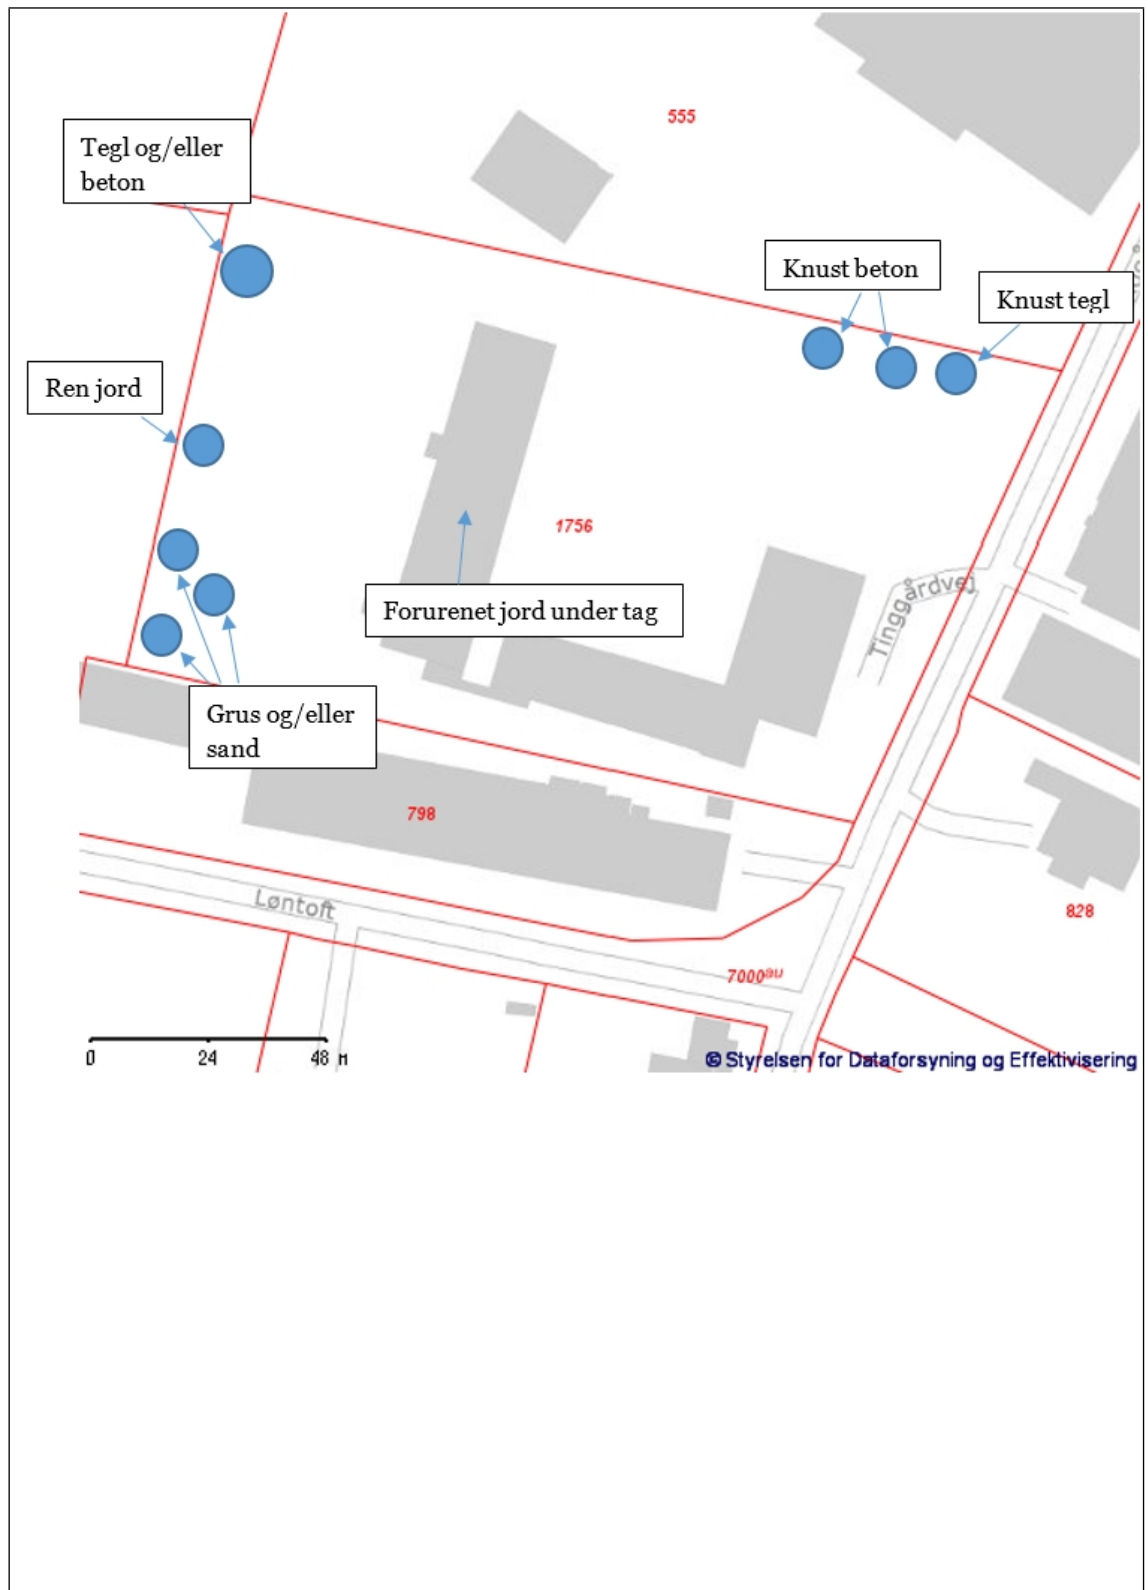 555
Tegl og/eller
beton
Knust beton
Knust tegl
Ren jord
1756
Forurenet jord under tag
Tinggårdvej
Grus og/eller
sand
798
Løntoft
828
7000au
0 24 48 M
© Styrelsen for Dataforsyning og Effektivisering